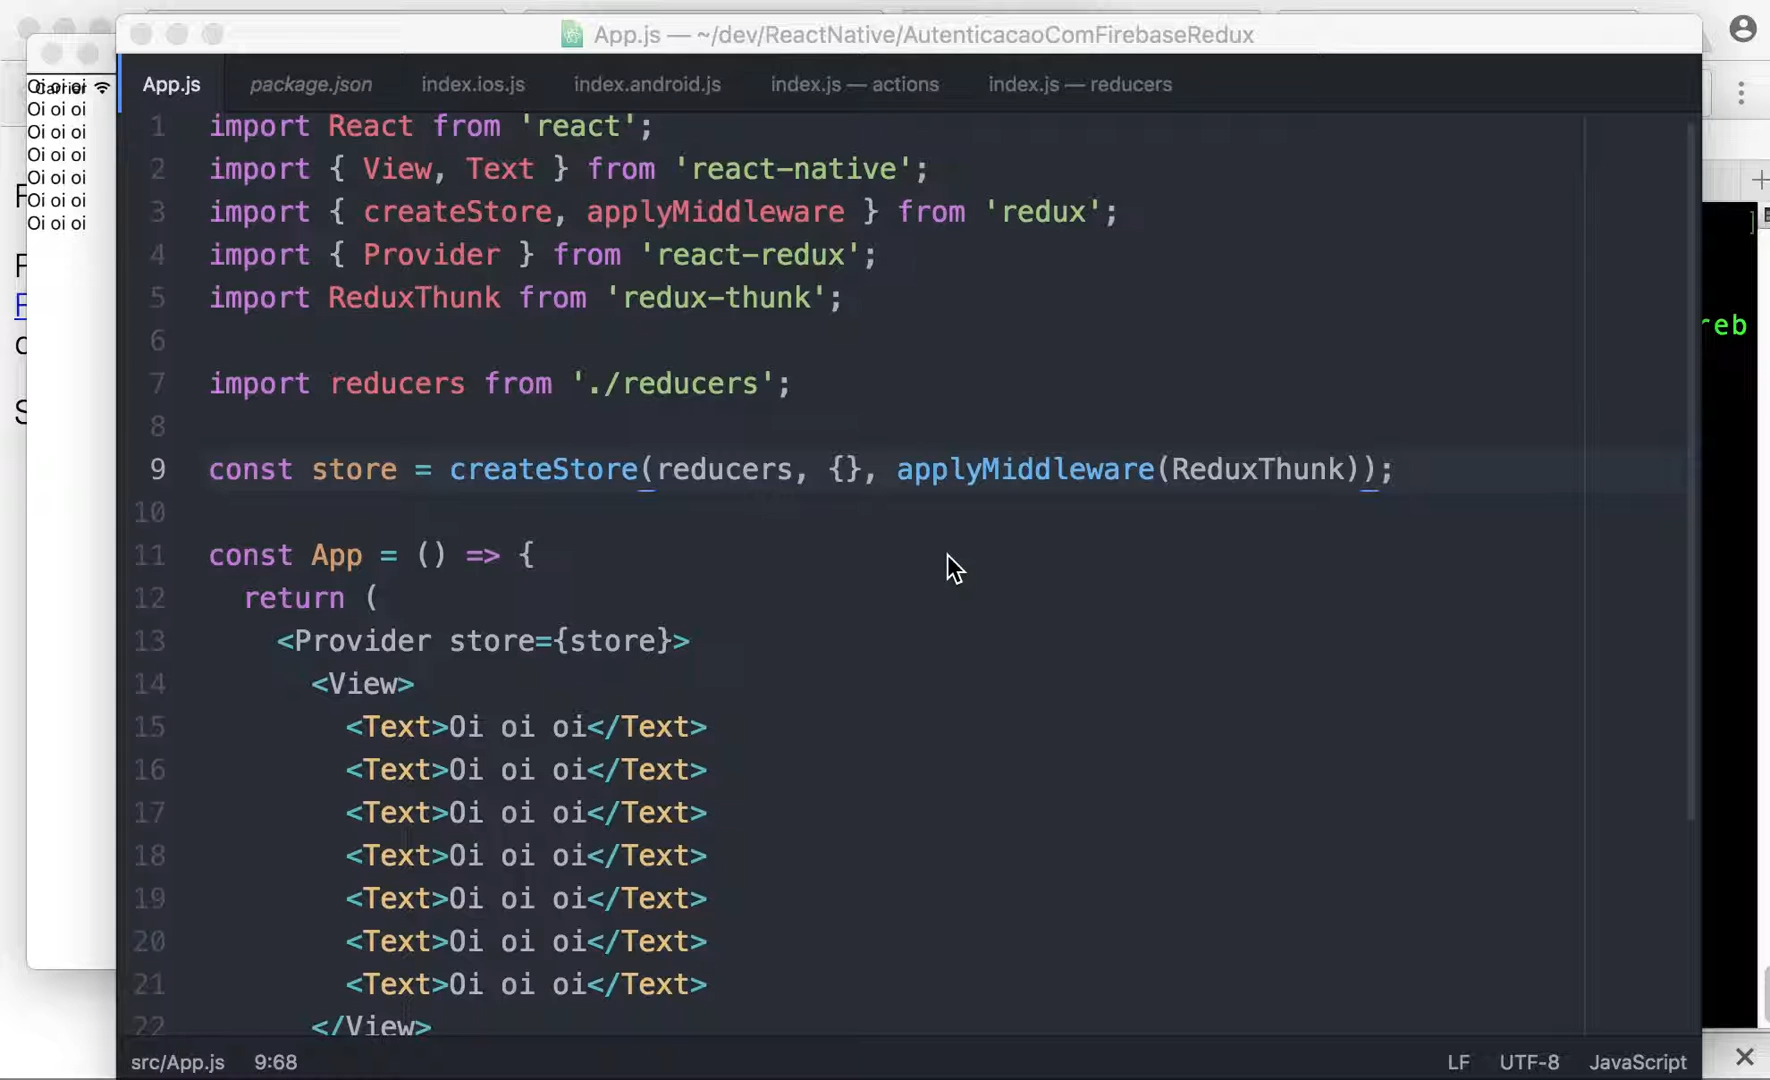 App.js — ~/dev/ReactNative/AutenticacaoComFirebaseRedux
App.js
package.json
index.ios.js
index.android.js
index.js — actions
index.js — reducers
Carrier
Oi oi oi
Oi oi oi
Oi oi oi
Oi oi oi
Oi oi oi
Oi oi oi
Oi oi oi
1 import React from 'react';
2 import { View, Text } from 'react-native';
3 import { createStore, applyMiddleware } from 'redux';
4 import { Provider } from 'react-redux';
5 import ReduxThunk from 'redux-thunk';
6
7 import reducers from './reducers';
8
9 const store = createStore(reducers, {}, applyMiddleware(ReduxThunk));
10
11 const App = () => {
12 return (
13 <Provider store={store}>
14 <View>
15 <Text>Oi oi oi</Text>
16 <Text>Oi oi oi</Text>
17 <Text>Oi oi oi</Text>
18 <Text>Oi oi oi</Text>
19 <Text>Oi oi oi</Text>
20 <Text>Oi oi oi</Text>
21 <Text>Oi oi oi</Text>
22 </View>
reb
src/App.js 9:68
LF UTF-8 JavaScript